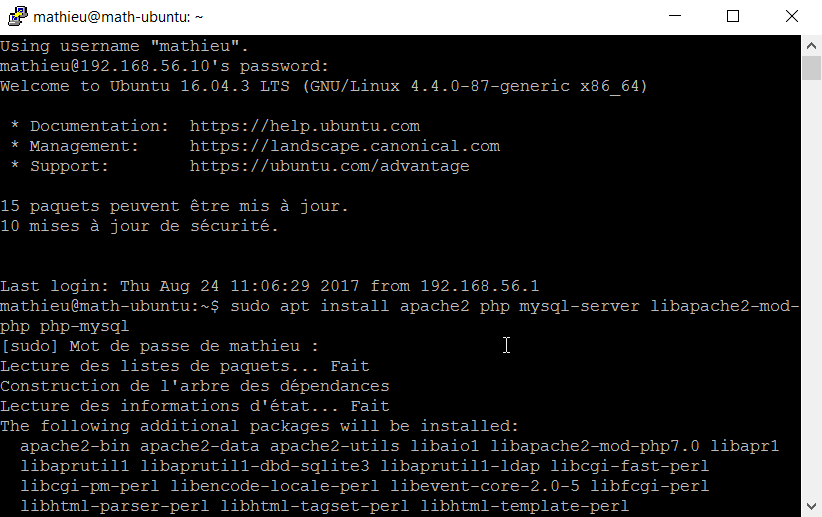 mathieu@math-ubuntu: ~
Using username "mathieu".
mathieu@192.168.56.10's password:
Welcome to Ubuntu 16.04.3 LTS (GNU/Linux 4.4.0-87-generic x86_64)
* Documentation:  https://help.ubuntu.com
* Management:     https://landscape.canonical.com
* Support:        https://ubuntu.com/advantage
15 paquets peuvent être mis à jour.
10 mises à jour de sécurité.
Last login: Thu Aug 24 11:06:29 2017 from 192.168.56.1
mathieu@math-ubuntu:~$ sudo apt install apache2 php mysql-server libapache2-mod-
php php-mysql
[sudo] Mot de passe de mathieu :
Lecture des listes de paquets... Fait
Construction de l'arbre des dépendances
Lecture des informations d'état... Fait
The following additional packages will be installed:
apache2-bin apache2-data apache2-utils libaio1 libapache2-mod-php7.0 libapr1
libaprutil1 libaprutil1-dbd-sqlite3 libaprutil1-ldap libcgi-fast-perl
libcgi-pm-perl libencode-locale-perl libevent-core-2.0-5 libfcgi-perl
libhtml-parser-perl libhtml-tagset-perl libhtml-template-perl